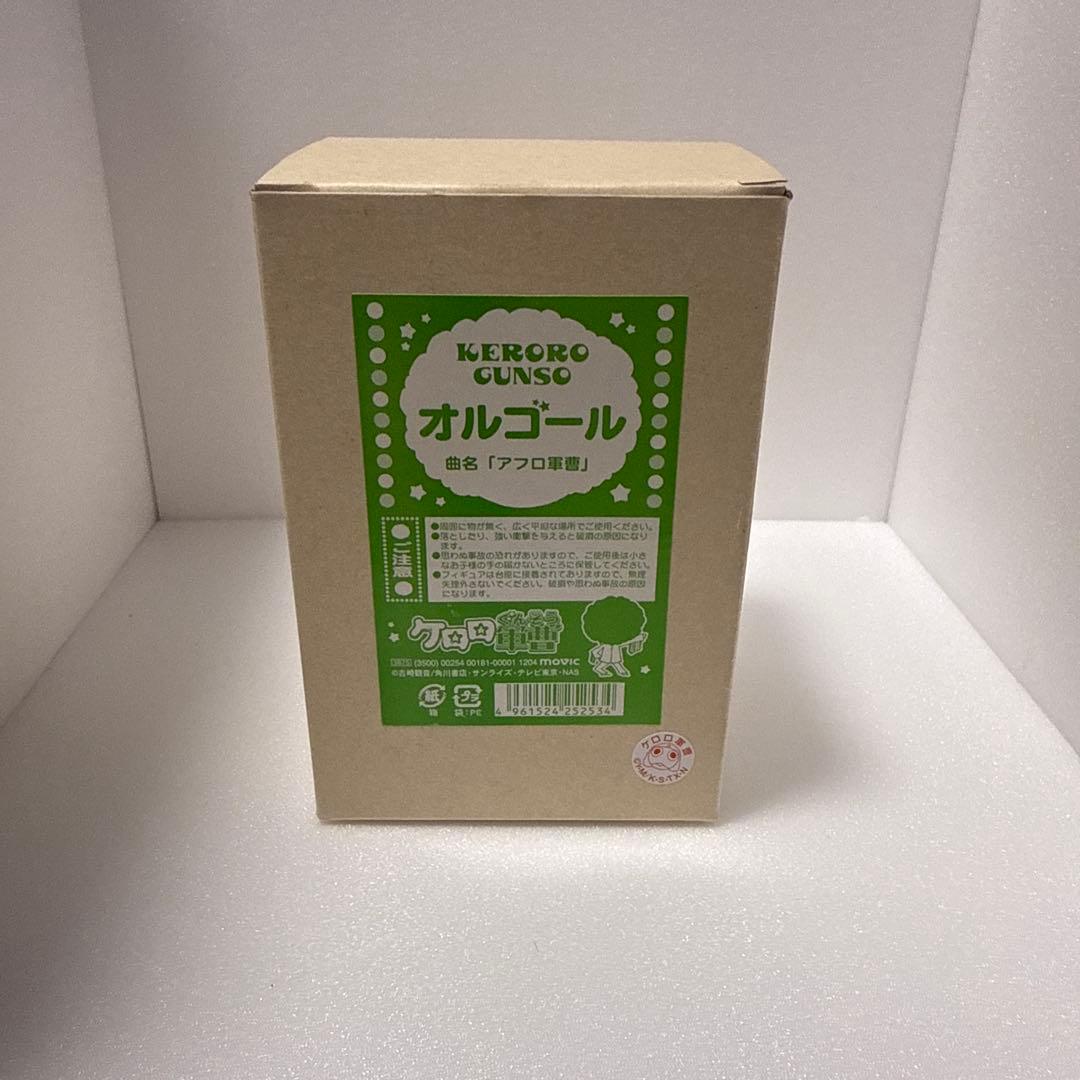 KERORO
GUNSO
オルゴール
曲名「アフロ軍曹」
ご注意
●周囲に物が無く、広く平坦な場所でご使用ください。
●落としたり、強い衝撃を与えると破損の原因になり
ます。
●思わぬ事故の恐れがありますので、ご使用後は小さ
なお子様の手の届かないところに保管してください。
●フィギュアは台座に接着されておりますので、無理
矢理外さないでください。破損や思わぬ事故の原因
になります。
ケロロ軍曹
ぐんそう
(3500) 00254 00181-00001 1204 movic
©吉崎観音/角川書店・サンライズ・テレビ東京・NAS
紙
箱
プラ
袋:PE
4 961524 252534
ケロロ軍曹
©Y・M/K・S・TX・N